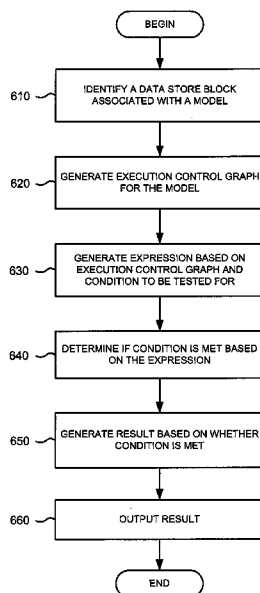 BEGIN
610
IDENTIFY A DATA STORE BLOCK
ASSOCIATED WITH A MODEL
620
GENERATE EXECUTION CONTROL GRAPH
FOR THE MODEL
630
GENERATE EXPRESSION BASED ON
EXECUTION CONTROL GRAPH AND
CONDITION TO BE TESTED FOR
640
DETERMINE IF CONDITION IS MET BASED
ON THE EXPRESSION
650
GENERATE RESULT BASED ON WHETHER
CONDITION IS MET
660
OUTPUT RESULT
END